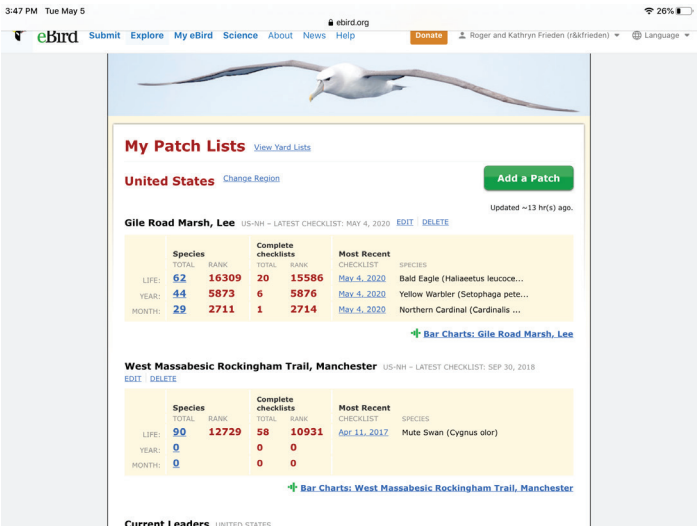 3:47 PM Tue May 5
26%
ebird.org
eBird Submit Explore My eBird Science About News Help Donate Roger and Kathryn Frieden (r&kfrieden) Language
My Patch Lists View Yard Lists
United States Change Region
Add a Patch
Updated ~13 hr(s) ago.
Gile Road Marsh, Lee US-NH – LATEST CHECKLIST: MAY 4, 2020 EDIT DELETE
Species Complete checklists Most Recent
TOTAL RANK TOTAL RANK CHECKLIST SPECIES
LIFE: 62 16309 20 15586 May 4, 2020 Bald Eagle (Haliaeetus leucoce...
YEAR: 44 5873 6 5876 May 4, 2020 Yellow Warbler (Setophaga pete...
MONTH: 29 2711 1 2714 May 4, 2020 Northern Cardinal (Cardinalis ...
Bar Charts: Gile Road Marsh, Lee
West Massabesic Rockingham Trail, Manchester US-NH – LATEST CHECKLIST: SEP 30, 2018
EDIT DELETE
Species Complete checklists Most Recent
TOTAL RANK TOTAL RANK CHECKLIST SPECIES
LIFE: 90 12729 58 10931 Apr 11, 2017 Mute Swan (Cygnus olor)
YEAR: 0 0 0
MONTH: 0 0 0
Bar Charts: West Massabesic Rockingham Trail, Manchester
Current Leaders UNITED STATES